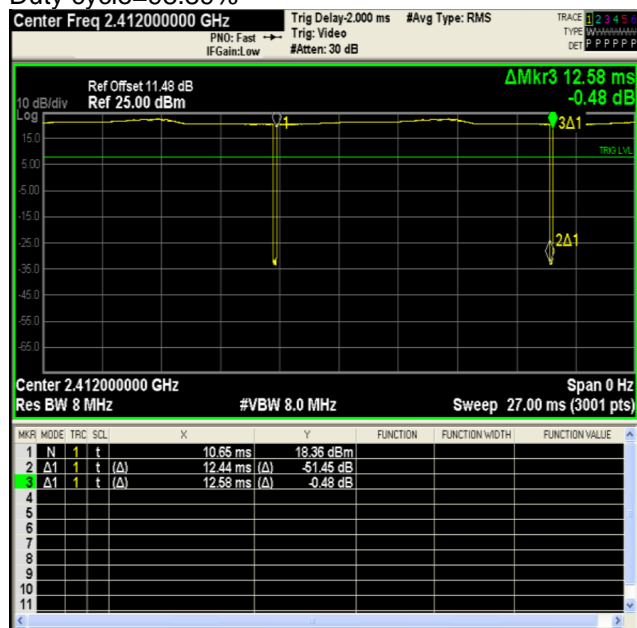 Center Freq 2.412000000 GHz
PNO: Fast
IFGain:Low
Trig Delay-2.000 ms
Trig: Video
#Atten: 30 dB
#Avg Type: RMS
TRACE 1 2 3 4 5 6
TYPE W
DET P P P P P P
ΔMkr3 12.58 ms
-0.48 dB
Ref Offset 11.48 dB
10 dB/div Ref 25.00 dBm
Log
15.0
5.00
-5.00
-15.0
-25.0
-35.0
-45.0
-55.0
-65.0
1
3Δ1
TRIG LVL
2Δ1
Center 2.412000000 GHz Span 0 Hz
Res BW 8 MHz #VBW 8.0 MHz Sweep 27.00 ms (3001 pts)
MKR MODE TRC SCL X Y FUNCTION FUNCTION WIDTH FUNCTION VALUE
1 N 1 t 10.65 ms 18.36 dBm
2 Δ1 1 t (Δ) 12.44 ms (Δ) -51.45 dB
3 Δ1 1 t (Δ) 12.58 ms (Δ) -0.48 dB
4
5
6
7
8
9
10
11